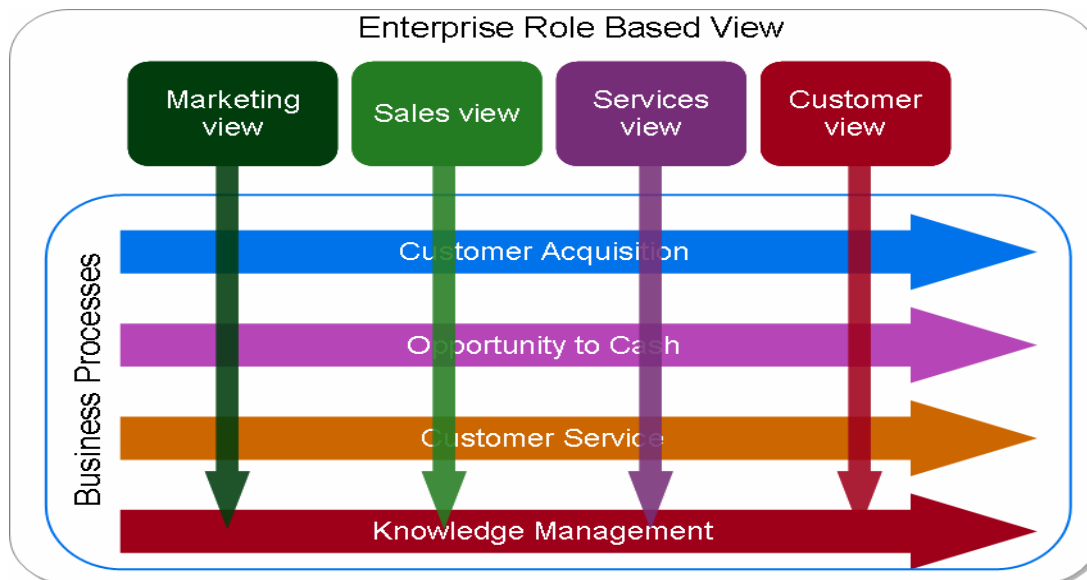 Enterprise Role Based View
Marketing
view
Sales view
Services
view
Customer
view
Business Processes
Customer Acquisition
Opportunity to Cash
Customer Service
Knowledge Management